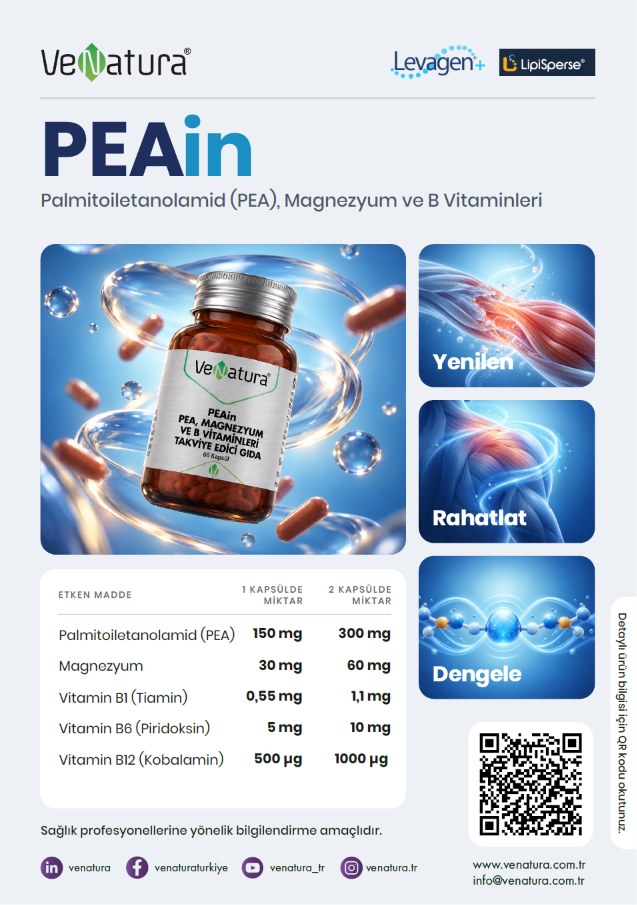 VeNatura®
Levagen+
LipiSperse®
PEAin
Palmitoiletanolamid (PEA), Magnezyum ve B Vitaminleri
VeNatura®
PEAin
PEA, MAGNEZYUM
VE B VİTAMİNLERİ
TAKVİYE EDİCİ GIDA
60 Kapsül
Yenilen
Rahatlat
Dengele
ETKEN MADDE 1 KAPSÜLDE MİKTAR 2 KAPSÜLDE MİKTAR
Palmitoiletanolamid (PEA) 150 mg 300 mg
Magnezyum 30 mg 60 mg
Vitamin B1 (Tiamin) 0,55 mg 1,1 mg
Vitamin B6 (Piridoksin) 5 mg 10 mg
Vitamin B12 (Kobalamin) 500 µg 1000 µg
Detaylı ürün bilgisi için QR kodu okutunuz.
Sağlık profesyonellerine yönelik bilgilendirme amaçlıdır.
venatura venaturaturkiye venatura_tr venatura.tr
www.venatura.com.tr
info@venatura.com.tr